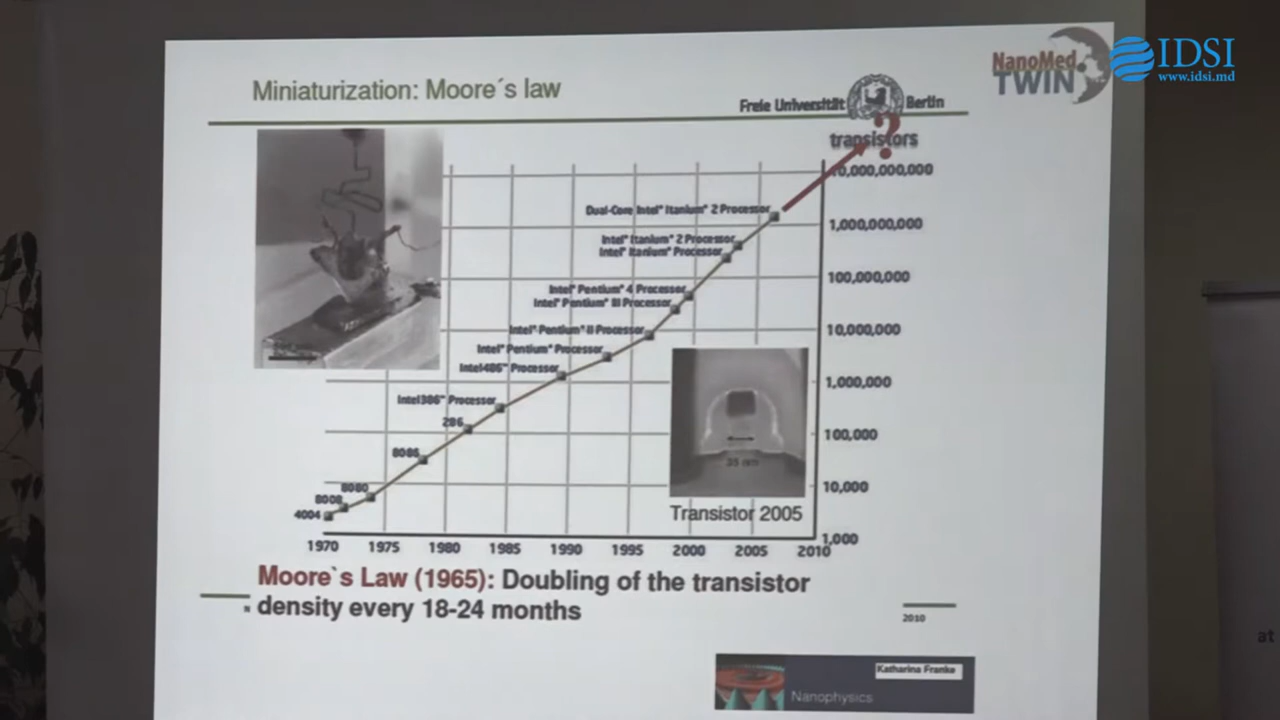 NanoMed
TWIN
IDSI
www.idsi.md
Miniaturization: Moore´s law
Freie Universität Berlin
?
transistors
10,000,000,000
1,000,000,000
100,000,000
10,000,000
1,000,000
100,000
10,000
1,000
Dual-Core Intel® Itanium® 2 Processor
Intel® Itanium® 2 Processor
Intel® Itanium® Processor
Intel® Pentium® 4 Processor
Intel® Pentium® III Processor
Intel® Pentium® II Processor
Intel® Pentium® Processor
Intel486™ Processor
Intel386™ Processor
286
8086
8080
8008
4004
35 nm
Transistor 2005
1970 1975 1980 1985 1990 1995 2000 2005 2010
Moore`s Law (1965): Doubling of the transistor
density every 18-24 months
2010
Katharina Franke
Nanophysics
at